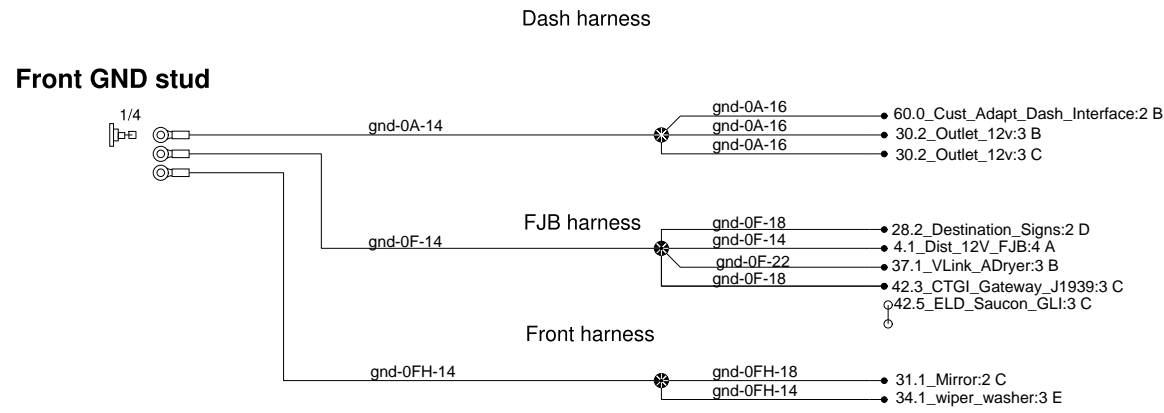 Dash harness
Front GND stud
1/4
gnd-0A-14
gnd-0A-16
60.0_Cust_Adapt_Dash_Interface:2 B
gnd-0A-16
30.2_Outlet_12v:3 B
gnd-0A-16
30.2_Outlet_12v:3 C
FJB harness
gnd-0F-14
gnd-0F-18
28.2_Destination_Signs:2 D
gnd-0F-14
4.1_Dist_12V_FJB:4 A
gnd-0F-22
37.1_VLink_ADryer:3 B
gnd-0F-18
42.3_CTGI_Gateway_J1939:3 C
42.5_ELD_Saucon_GLI:3 C
Front harness
gnd-0FH-14
gnd-0FH-18
31.1_Mirror:2 C
gnd-0FH-14
34.1_wiper_washer:3 E